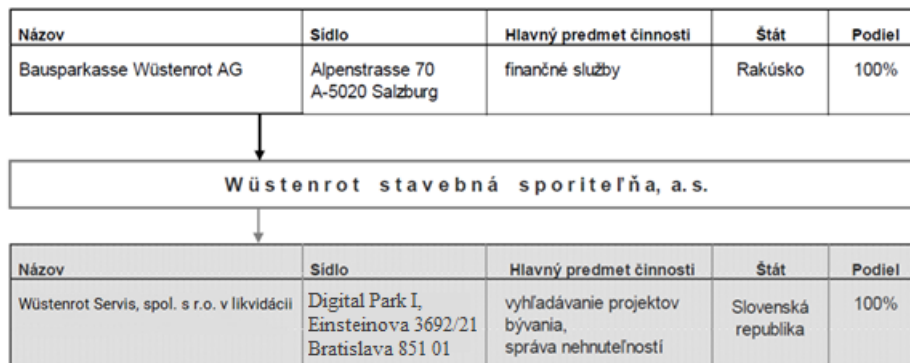 Názov Sídlo Hlavný predmet činnosti Štát Podiel
Bausparkasse Wüstenrot AG Alpenstrasse 70 finančné služby Rakúsko 100%
A-5020 Salzburg
Wüstenrot stavebná sporiteľňa, a. s.
Názov Sídlo Hlavný predmet činnosti Štát Podiel
Wüstenrot Servis, spol. s r.o. v likvidácii Digital Park I, vyhľadávanie projektov Slovenská 100%
Einsteinova 3692/21 bývania, republika
Bratislava 851 01 správa nehnuteľností